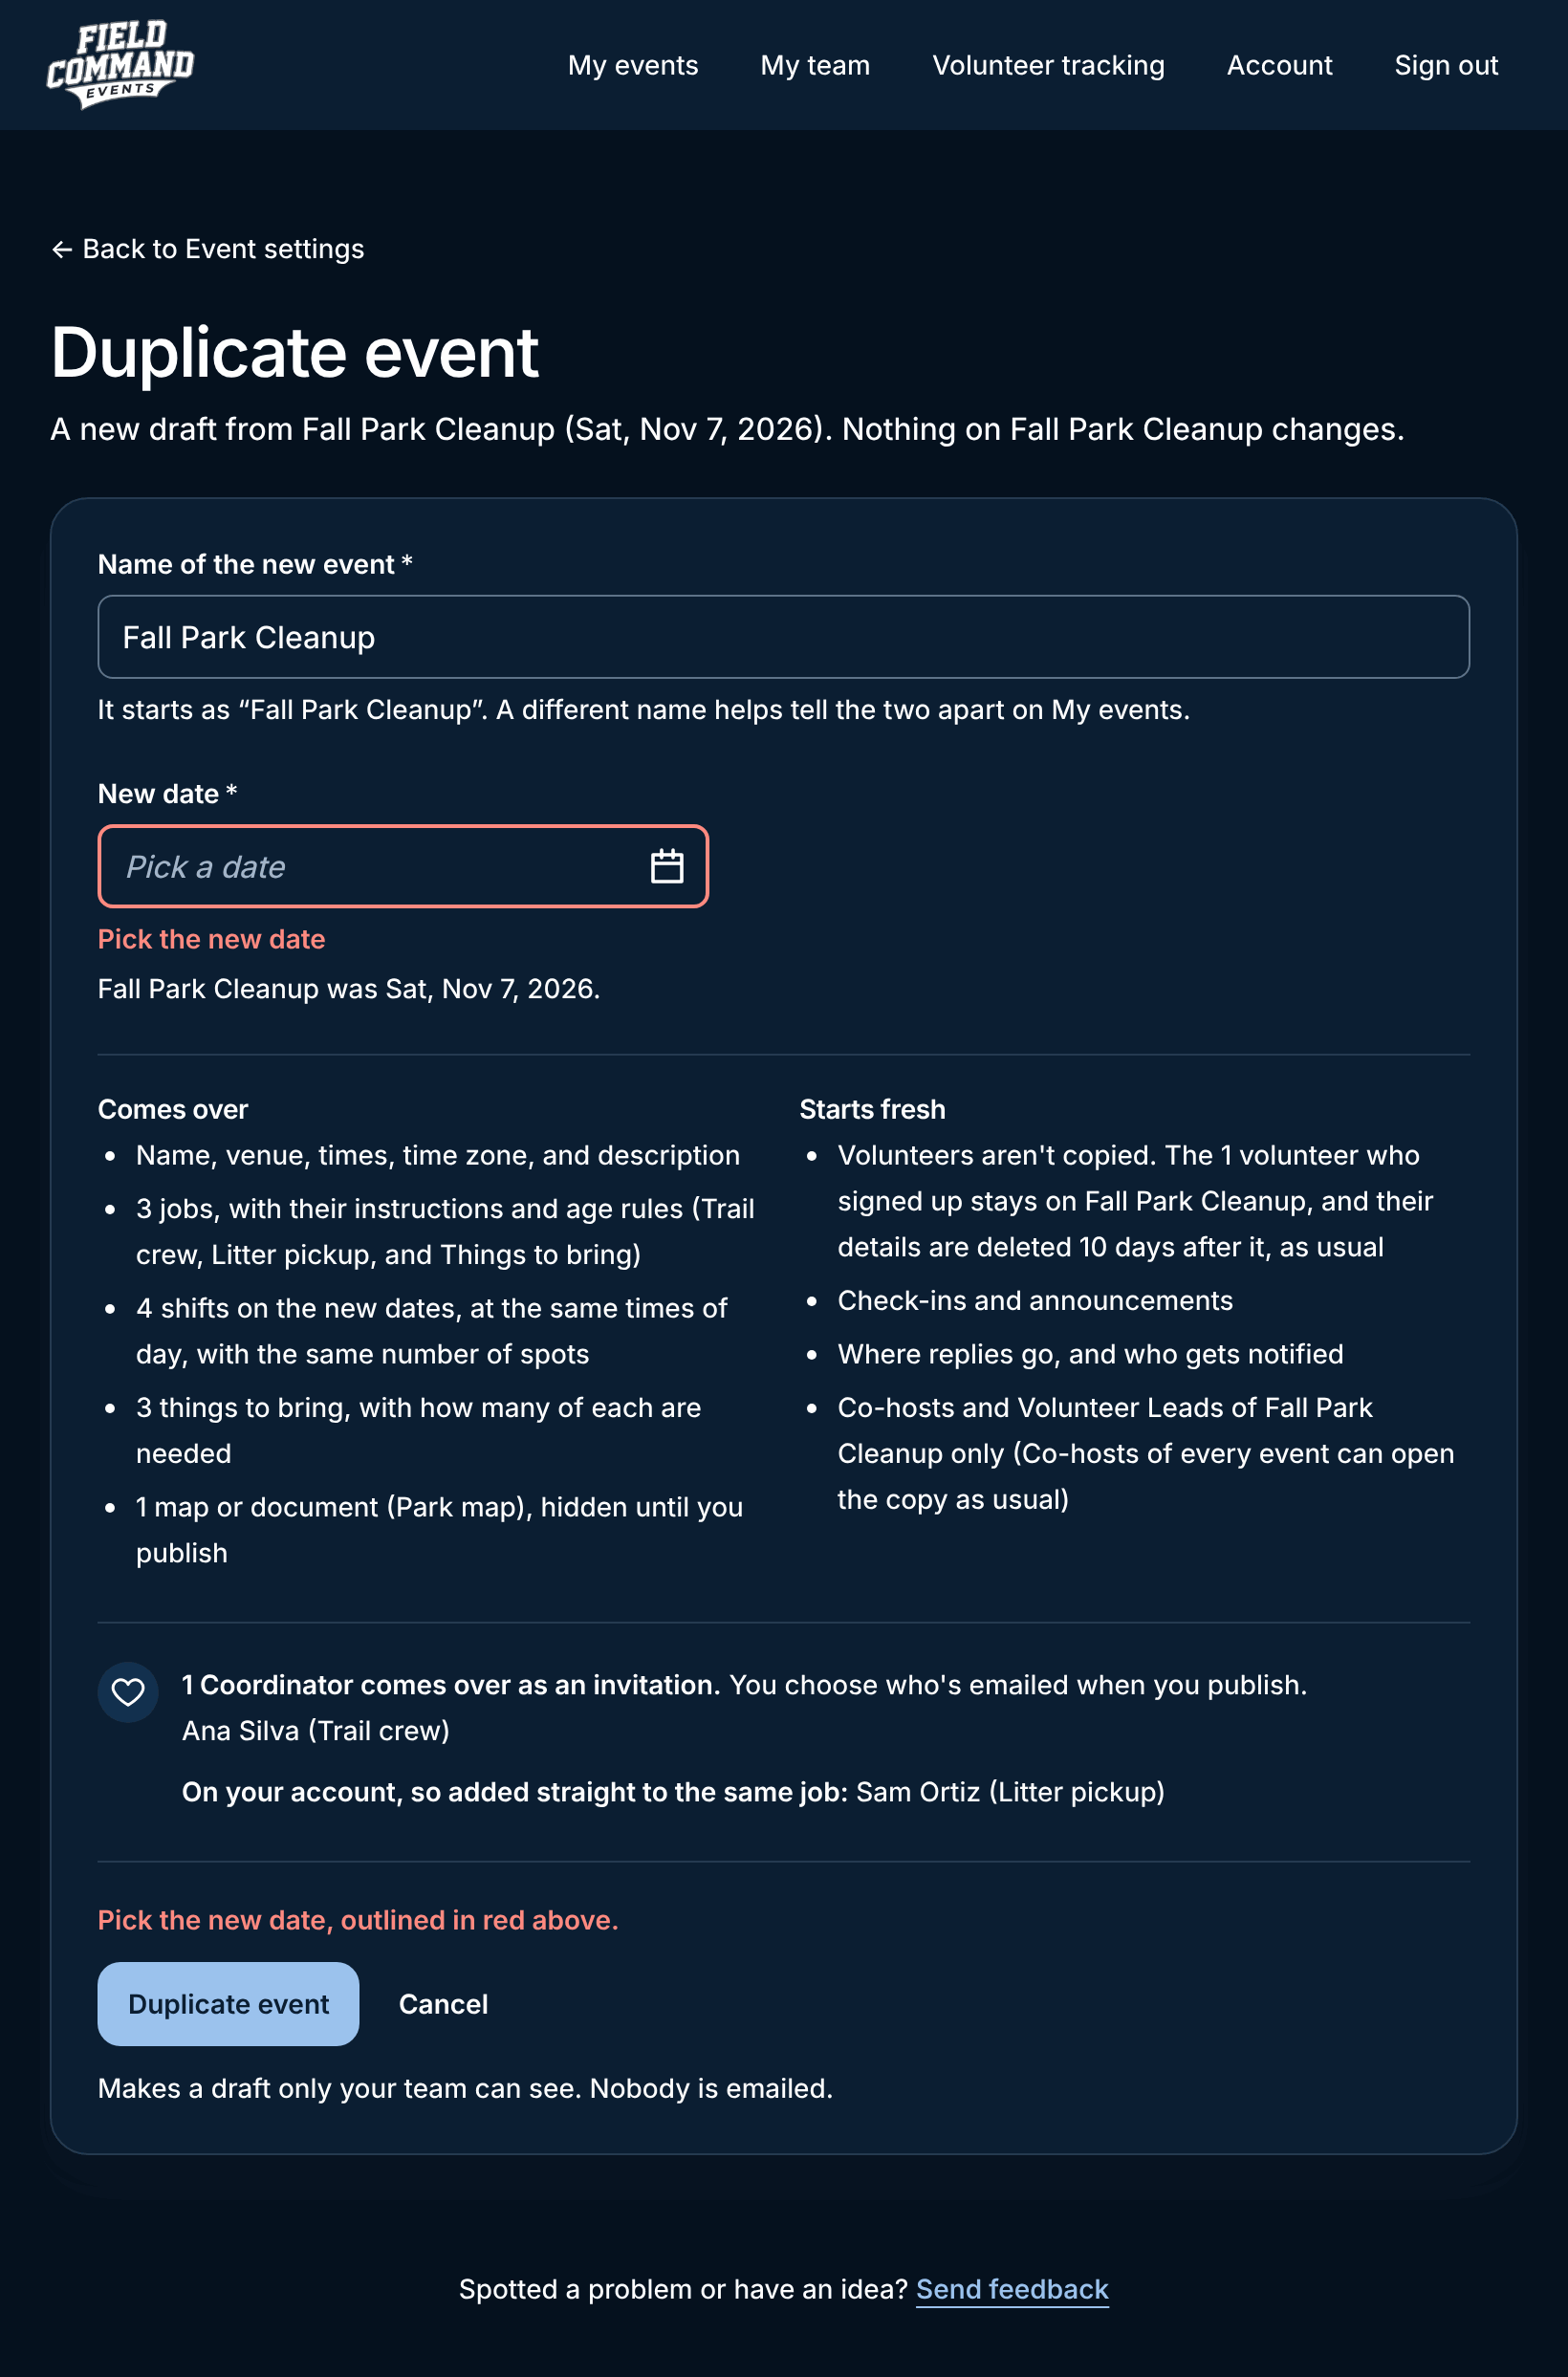 FIELD
COMMAND
EVENTS
My events
My team
Volunteer tracking
Account
Sign out
← Back to Event settings
Duplicate event
A new draft from Fall Park Cleanup (Sat, Nov 7, 2026). Nothing on Fall Park Cleanup changes.
Name of the new event *
Fall Park Cleanup
It starts as “Fall Park Cleanup”. A different name helps tell the two apart on My events.
New date *
Pick a date
Pick the new date
Fall Park Cleanup was Sat, Nov 7, 2026.
Comes over
• Name, venue, times, time zone, and description
• 3 jobs, with their instructions and age rules (Trail
crew, Litter pickup, and Things to bring)
• 4 shifts on the new dates, at the same times of
day, with the same number of spots
• 3 things to bring, with how many of each are
needed
• 1 map or document (Park map), hidden until you
publish
Starts fresh
• Volunteers aren't copied. The 1 volunteer who
signed up stays on Fall Park Cleanup, and their
details are deleted 10 days after it, as usual
• Check-ins and announcements
• Where replies go, and who gets notified
• Co-hosts and Volunteer Leads of Fall Park
Cleanup only (Co-hosts of every event can open
the copy as usual)
1 Coordinator comes over as an invitation. You choose who's emailed when you publish.
Ana Silva (Trail crew)
On your account, so added straight to the same job: Sam Ortiz (Litter pickup)
Pick the new date, outlined in red above.
Duplicate event
Cancel
Makes a draft only your team can see. Nobody is emailed.
Spotted a problem or have an idea? Send feedback